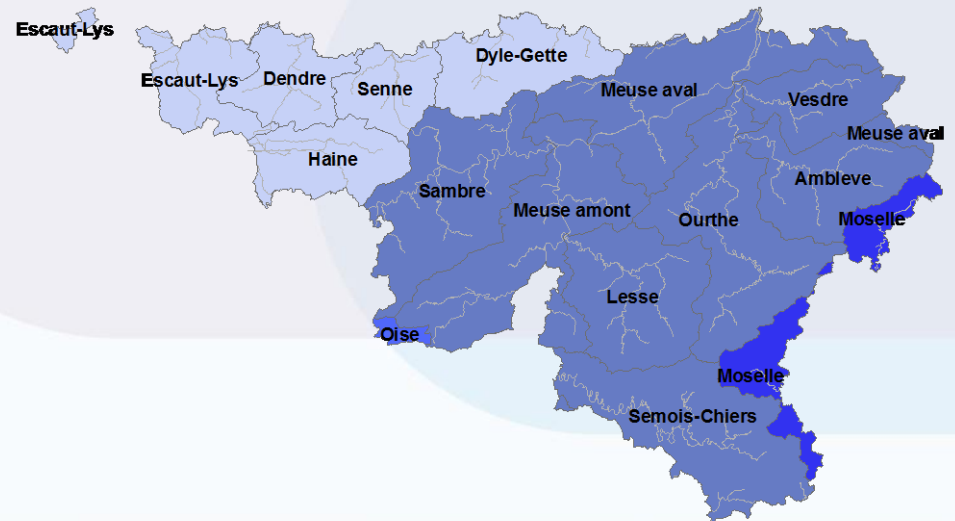 Escaut-Lys
Escaut-Lys
Dendre
Senne
Dyle-Gette
Haine
Meuse aval
Vesdre
Meuse aval
Ambleve
Sambre
Meuse amont
Ourthe
Moselle
Lesse
Oise
Moselle
Semois-Chiers